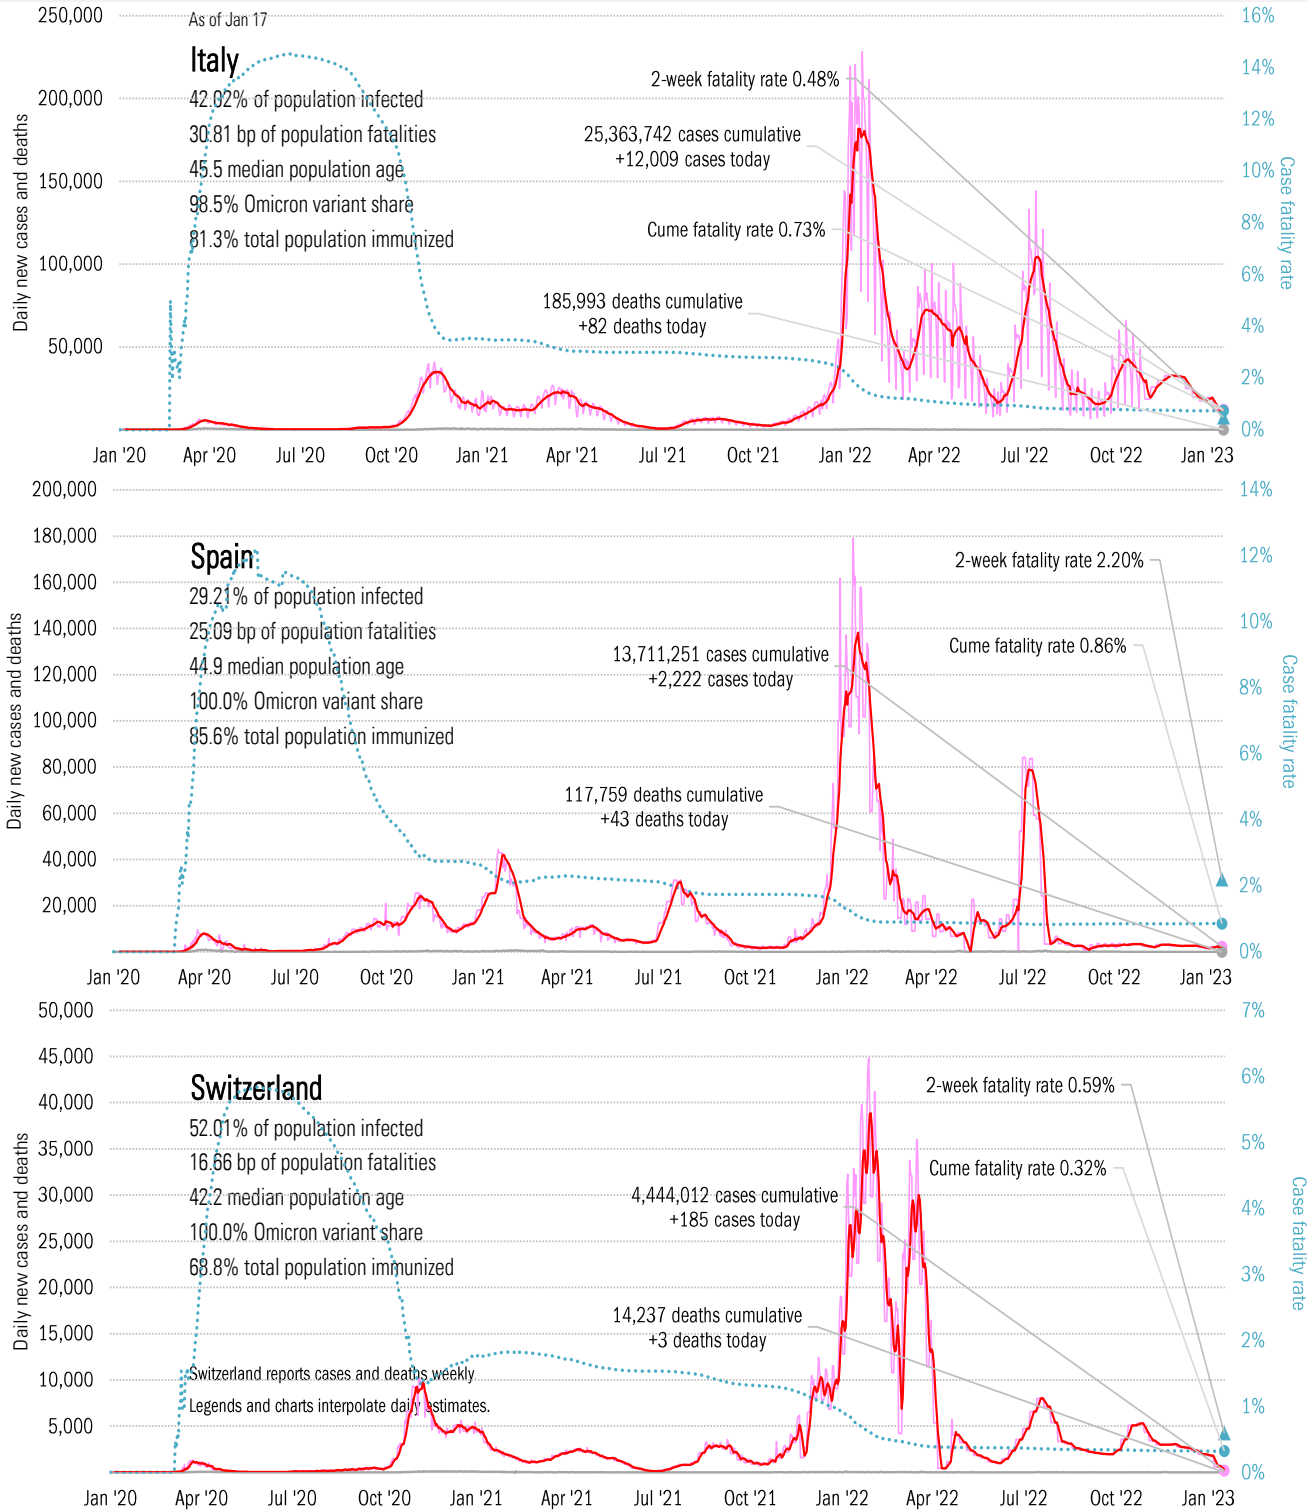 250,000
As of Jan 17
16%
Italy
14%
2-week fatality rate 0.48%
42.92% of population infected
200,000
12%
30.81 bp of population fatalities
25,363,742 cases cumulative
+12,009 cases today
45.5 median population age
150,000
10%
98.5% Omicron variant share
8%
Cume fatality rate 0.73%
81.3% total population immunized
100,000
6%
185,993 deaths cumulative
+82 deaths today
4%
50,000
2%
0%
Daily new cases and deaths
Case fatality rate
Jan '20 Apr '20 Jul '20 Oct '20 Jan '21 Apr '21 Jul '21 Oct '21 Jan '22 Apr '22 Jul '22 Oct '22 Jan '23
200,000
14%
180,000
Spain
12%
2-week fatality rate 2.20%
160,000
29.21% of population infected
10%
140,000
25.09 bp of population fatalities
Cume fatality rate 0.86%
13,711,251 cases cumulative
+2,222 cases today
44.9 median population age
120,000
8%
100.0% Omicron variant share
100,000
85.6% total population immunized
6%
80,000
117,759 deaths cumulative
+43 deaths today
60,000
4%
40,000
2%
20,000
0%
Daily new cases and deaths
Case fatality rate
Jan '20 Apr '20 Jul '20 Oct '20 Jan '21 Apr '21 Jul '21 Oct '21 Jan '22 Apr '22 Jul '22 Oct '22 Jan '23
50,000
7%
45,000
Switzerland
6%
2-week fatality rate 0.59%
40,000
52.01% of population infected
5%
35,000
16.66 bp of population fatalities
Cume fatality rate 0.32%
30,000
42.2 median population age
4,444,012 cases cumulative
+185 cases today
4%
100.0% Omicron variant share
25,000
68.8% total population immunized
3%
20,000
14,237 deaths cumulative
+3 deaths today
15,000
2%
Switzerland reports cases and deaths weekly
10,000
Legends and charts interpolate daily estimates.
1%
5,000
0%
Daily new cases and deaths
Case fatality rate
Jan '20 Apr '20 Jul '20 Oct '20 Jan '21 Apr '21 Jul '21 Oct '21 Jan '22 Apr '22 Jul '22 Oct '22 Jan '23